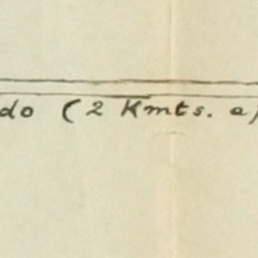 do (2 Kmts. e)